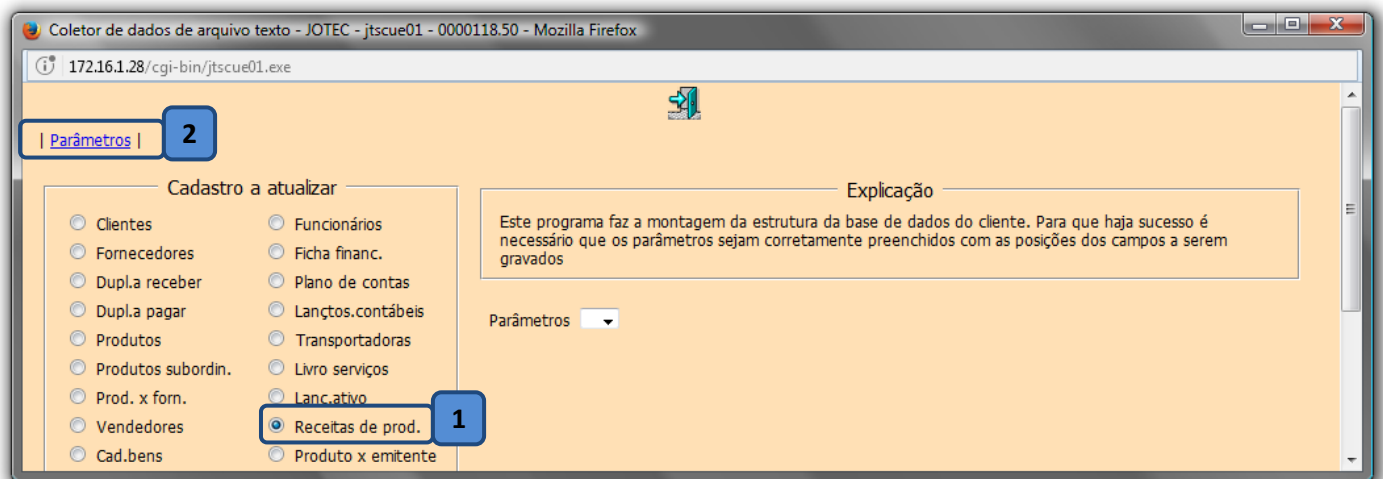 Coletor de dados de arquivo texto - JOTEC - jtscue01 - 0000118.50 - Mozilla Firefox
172.16.1.28/cgi-bin/jtscue01.exe
| Parâmetros |
2
Cadastro a atualizar
Clientes
Funcionários
Fornecedores
Ficha financ.
Dupl.a receber
Plano de contas
Dupl.a pagar
Lançtos.contábeis
Produtos
Transportadoras
Produtos subordin.
Livro serviços
Prod. x forn.
Lanc.ativo
Vendedores
Receitas de prod.
1
Cad.bens
Produto x emitente
Explicação
Este programa faz a montagem da estrutura da base de dados do cliente. Para que haja sucesso é
necessário que os parâmetros sejam corretamente preenchidos com as posições dos campos a serem
gravados
Parâmetros